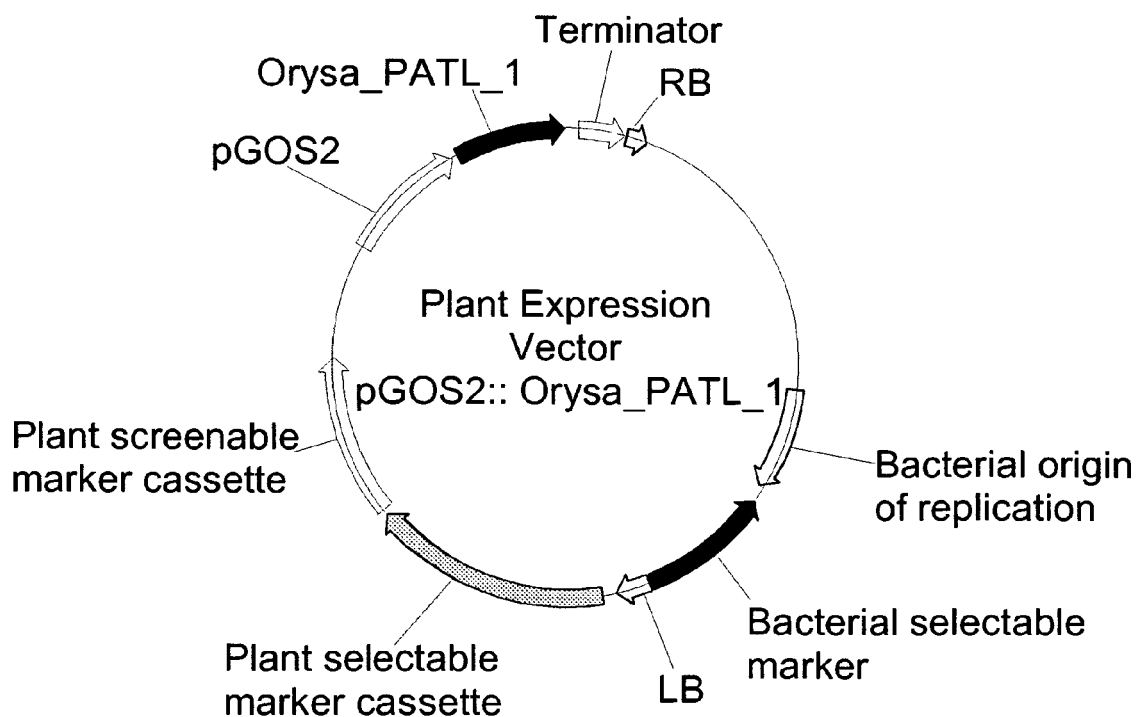 Terminator
Orysa_PATL_1
RB
pGOS2
Plant Expression
Vector
pGOS2:: Orysa_PATL_1
Plant screenable
marker cassette
Bacterial origin
of replication
Bacterial selectable
marker
Plant selectable
marker cassette
LB